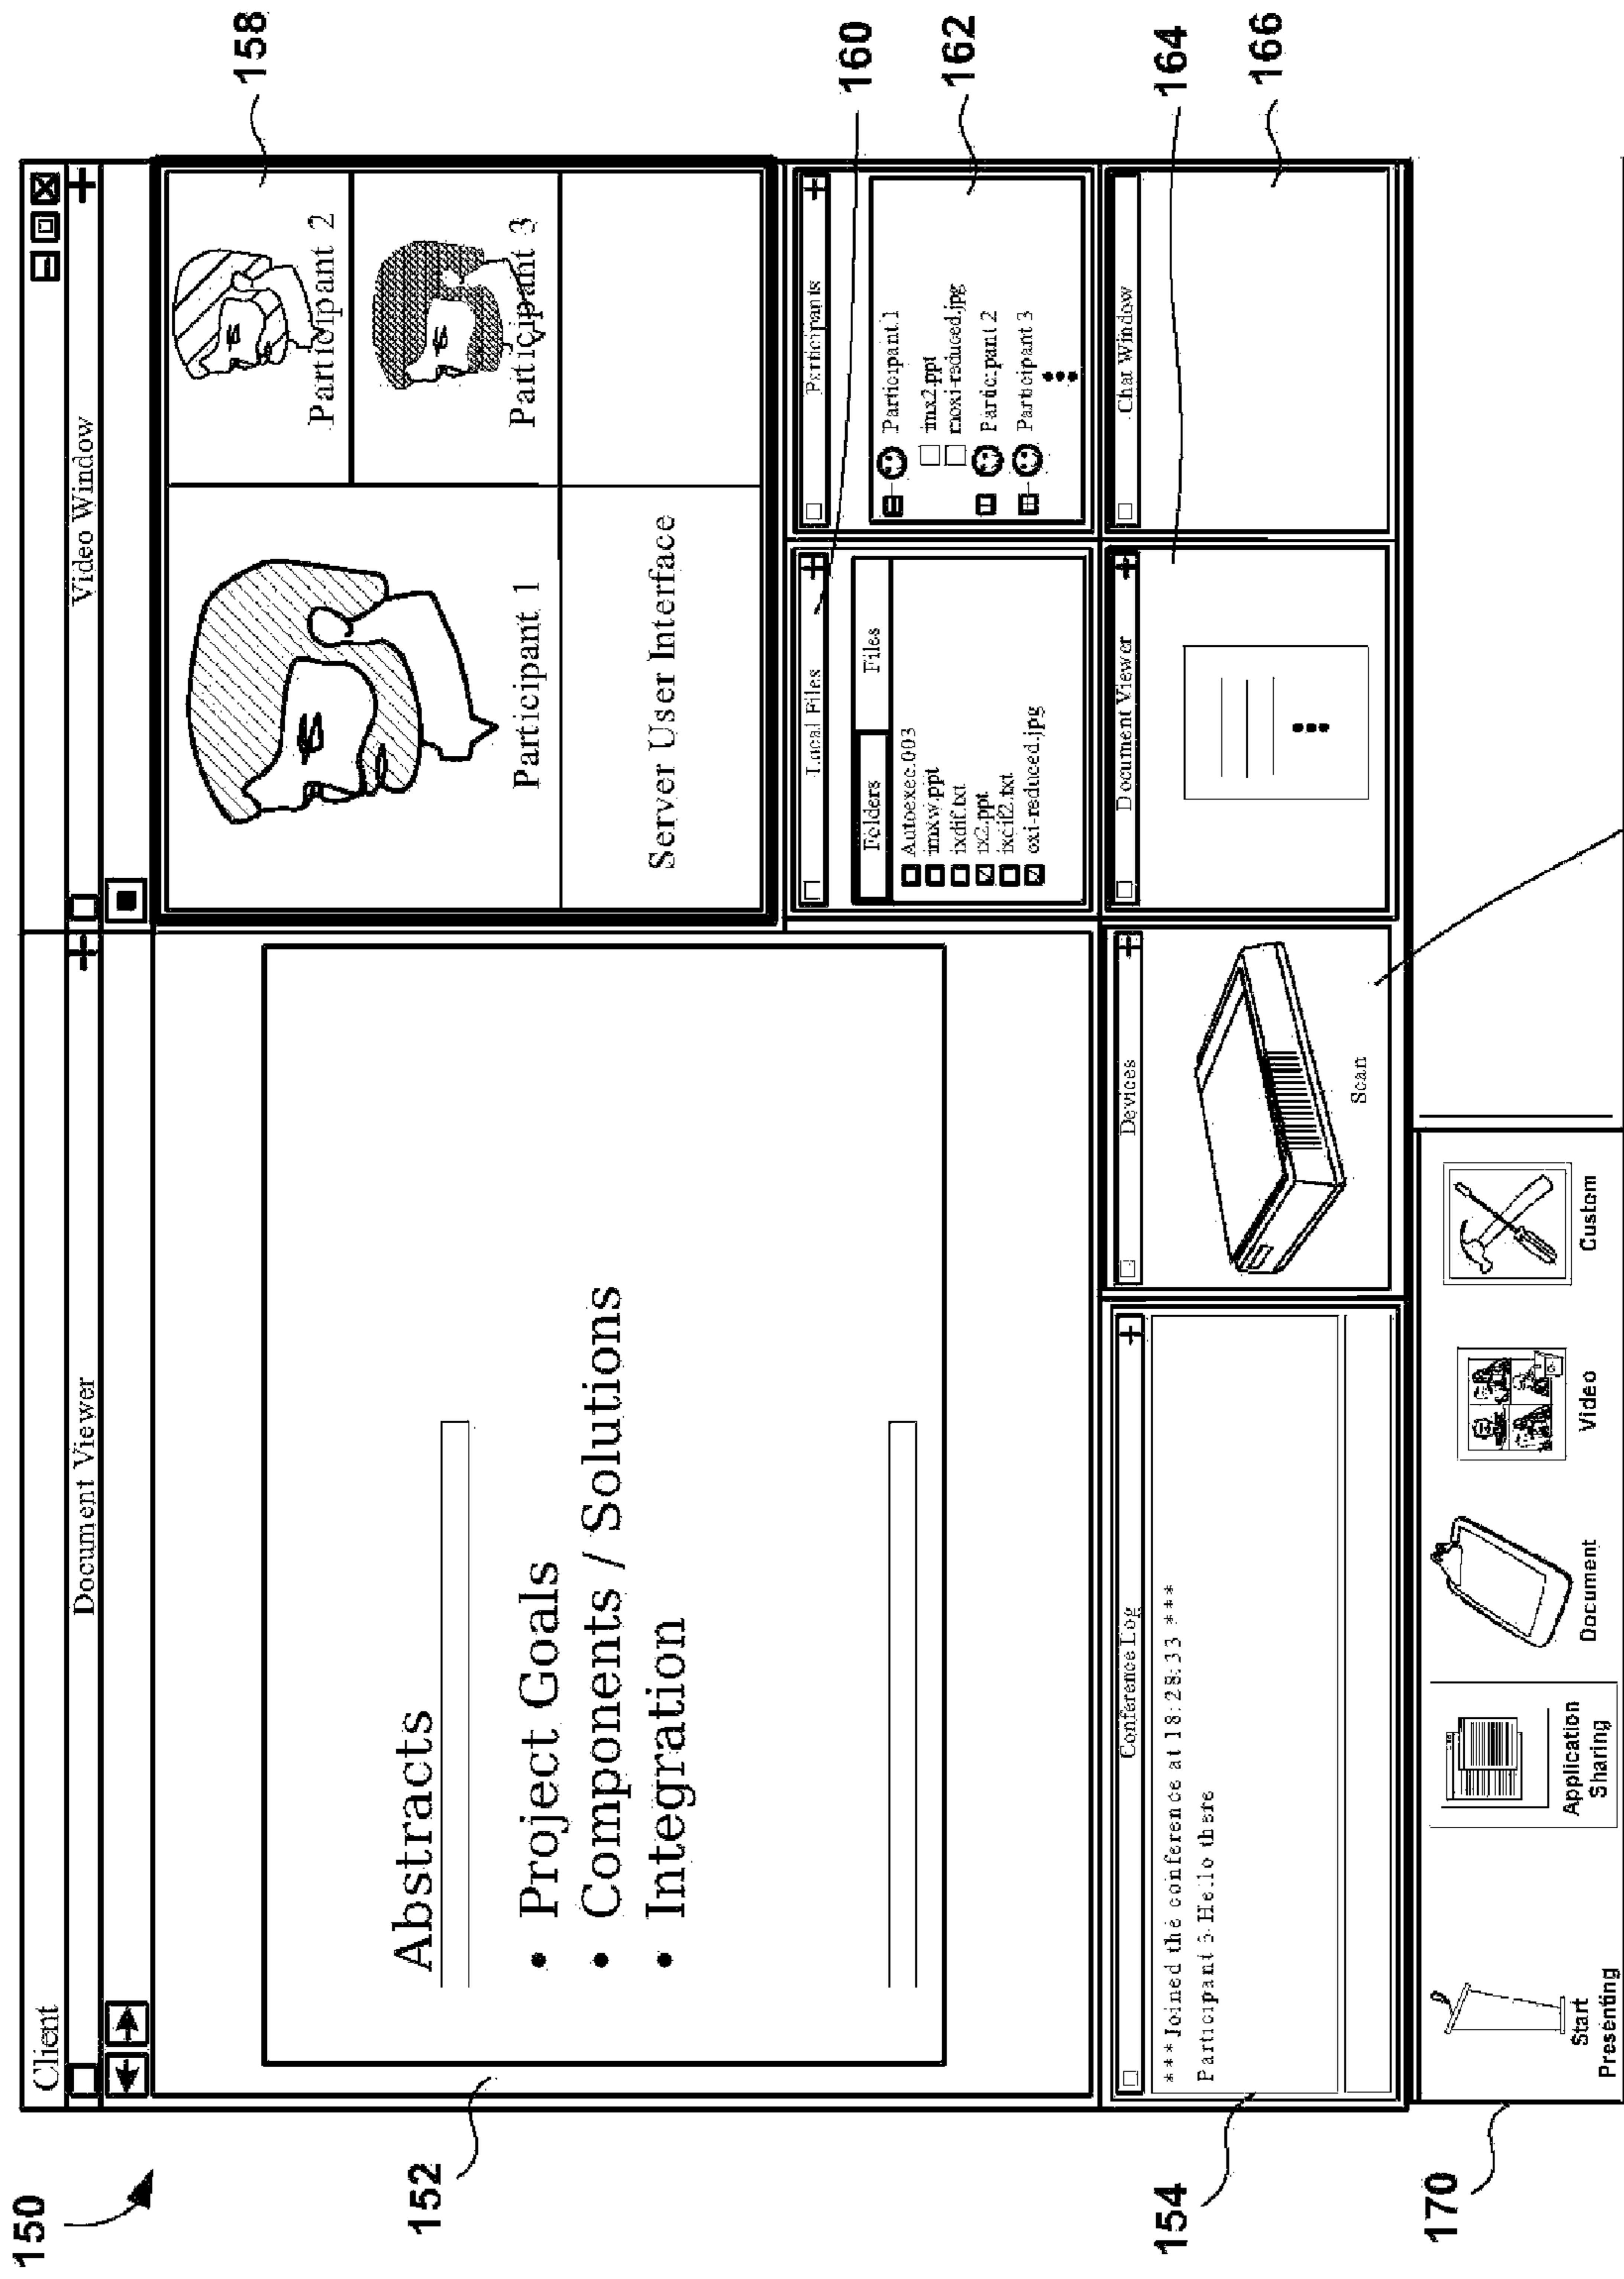 150
Client
Document Viewer
Video Window
158
Participant 1
Participant 2
Participant 3
Server User Interface
152
Abstracts
• Project Goals
• Components / Solutions
• Integration
160
Local Files
Folders
Files
Autoexec.003
imxw.ppt
ixdif.txt
ix2.ppt
ixdif2.txt
oxi-reduced.jpg
162
Participants
Participant 1
imx2.ppt
moxi-reduced.jpg
Participant 2
Participant 3
154
Conference Log
***Joined the conference at 18:28:33 ***
Participant 3 Hello there
Devices
Scan
164
Document Viewer
166
Chat Window
170
Start
Presenting
Application
Sharing
Document
Video
Custom